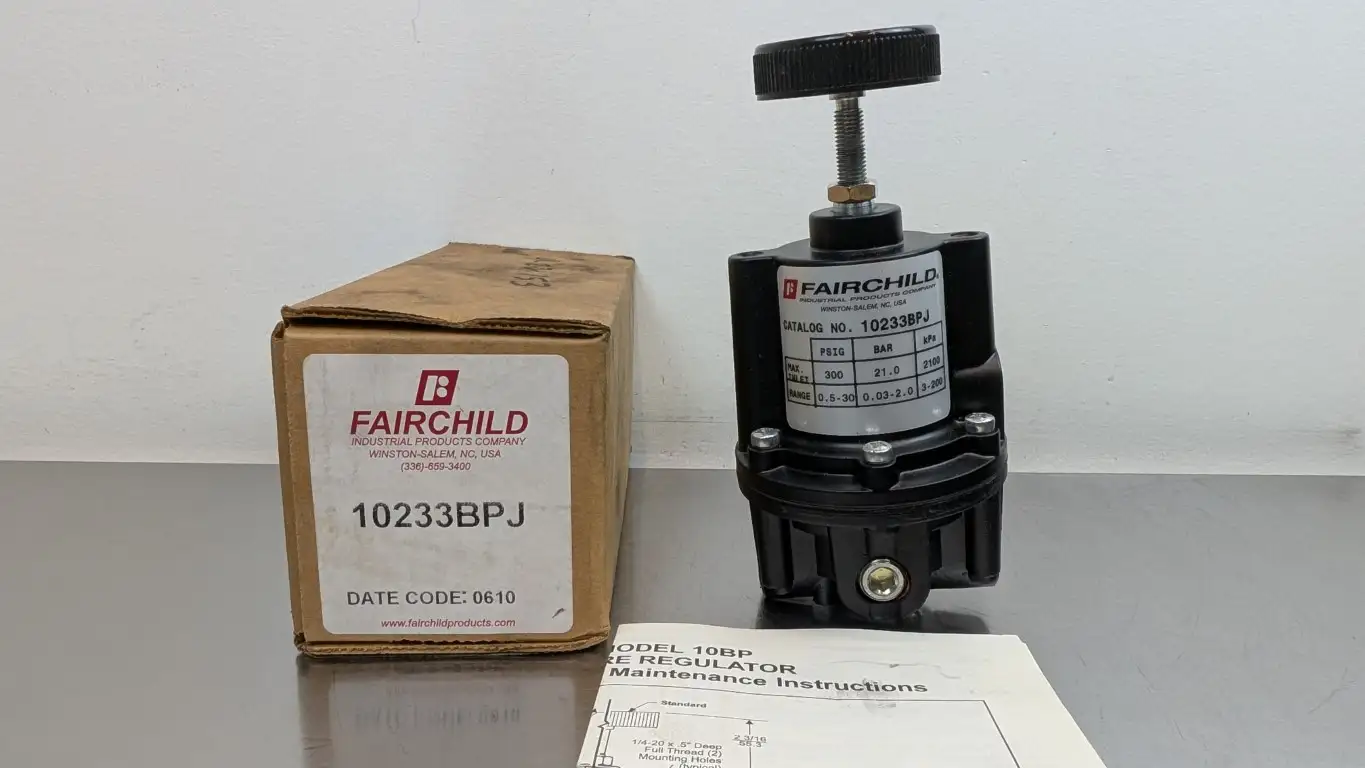 FAIRCHILD
INDUSTRIAL PRODUCTS COMPANY
WINSTON-SALEM, NC, USA
(336)-659-3400
10233BPJ
DATE CODE: 0610
www.fairchildproducts.com
FAIRCHILD
INDUSTRIAL PRODUCTS COMPANY
WINSTON-SALEM, NC, USA
CATALOG NO. 10233BPJ
PSIG BAR kPa
MAX. INLET 300 21.0 2100
RANGE 0.5-30 0.03-2.0 3-200
10BP
REGULATOR
Maintenance Instructions
Standard
2 3/16
55.3
1/4-20 x .5" Deep
Full Thread (2)
Mounting Holes
(typical)